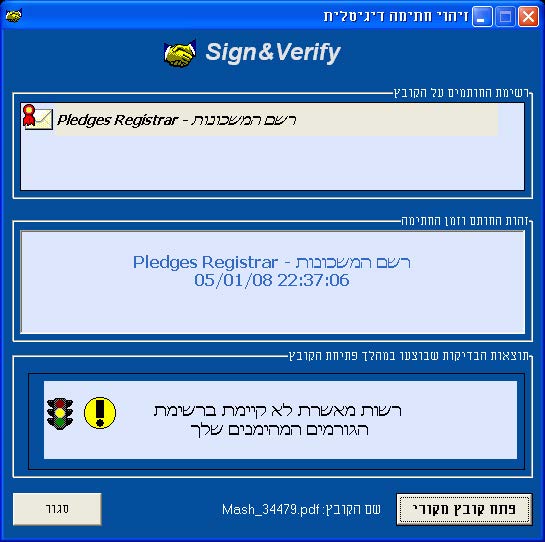 זיהוי חתימה דיגיטלית
Sign&Verify
רשימת החותמים על הקובץ
Pledges Registrar - רשם המשכונות
זהות החותם וזמן החתימה
Pledges Registrar - רשם המשכונות
05/01/08 22:37:06
תוצאות הבדיקות שבוצעו במהלך פתיחת הקובץ
רשות מאשרת לא קיימת ברשימת
הגורמים המהימנים שלך
פתח קובץ מקורי
שם הקובץ: Mash_34479.pdf
סגור